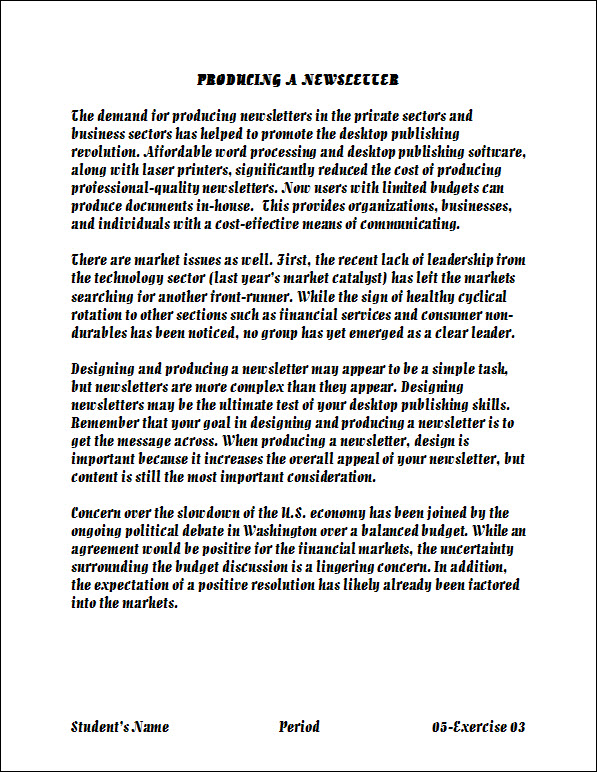 PRODUCING A NEWSLETTER
The demand for producing newsletters in the private sectors and
business sectors has helped to promote the desktop publishing
revolution. Affordable word processing and desktop publishing software,
along with laser printers, significantly reduced the cost of producing
professional-quality newsletters. Now users with limited budgets can
produce documents in-house.  This provides organizations, businesses,
and individuals with a cost-effective means of communicating.
There are market issues as well. First, the recent lack of leadership from
the technology sector (last year's market catalyst) has left the markets
searching for another front-runner. While the sign of healthy cyclical
rotation to other sections such as financial services and consumer non-
durables has been noticed, no group has yet emerged as a clear leader.
Designing and producing a newsletter may appear to be a simple task,
but newsletters are more complex than they appear. Designing
newsletters may be the ultimate test of your desktop publishing skills.
Remember that your goal in designing and producing a newsletter is to
get the message across. When producing a newsletter, design is
important because it increases the overall appeal of your newsletter, but
content is still the most important consideration.
Concern over the slowdown of the U.S. economy has been joined by the
ongoing political debate in Washington over a balanced budget. While an
agreement would be positive for the financial markets, the uncertainty
surrounding the budget discussion is a lingering concern. In addition,
the expectation of a positive resolution has likely already been factored
into the markets.
Student's Name Period 05-Exercise 03